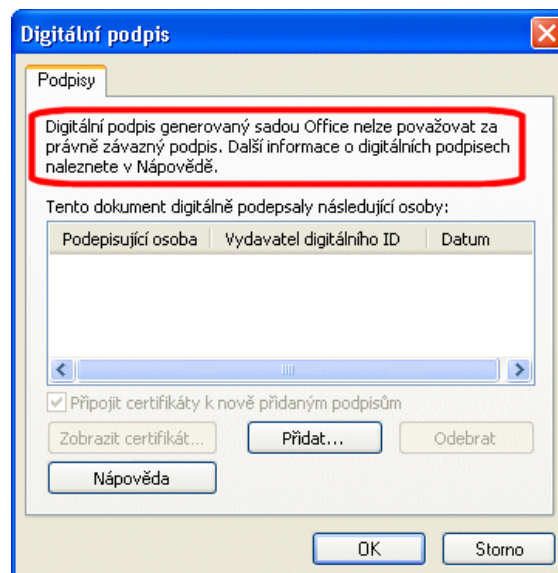 Digitální podpis
Podpisy
Digitální podpis generovaný sadou Office nelze považovat za
právně závazný podpis. Další informace o digitálních podpisech
naleznete v Nápovědě.
Tento dokument digitálně podepsaly následující osoby:
Podepisující osoba Vydavatel digitálního ID Datum
Připojit certifikáty k nově přidaným podpisům
Zobrazit certifikát... Přidat... Odebrat
Nápověda
OK Storno